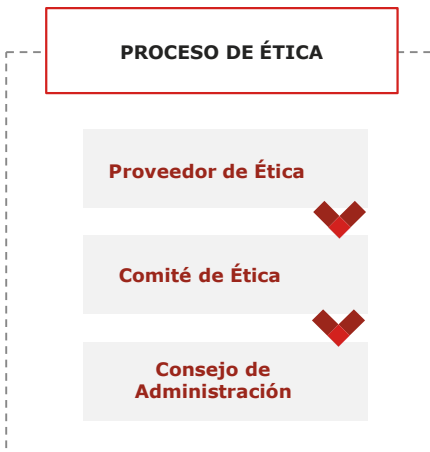 PROCESO DE ÉTICA
Proveedor de Ética
Comité de Ética
Consejo de
Administración